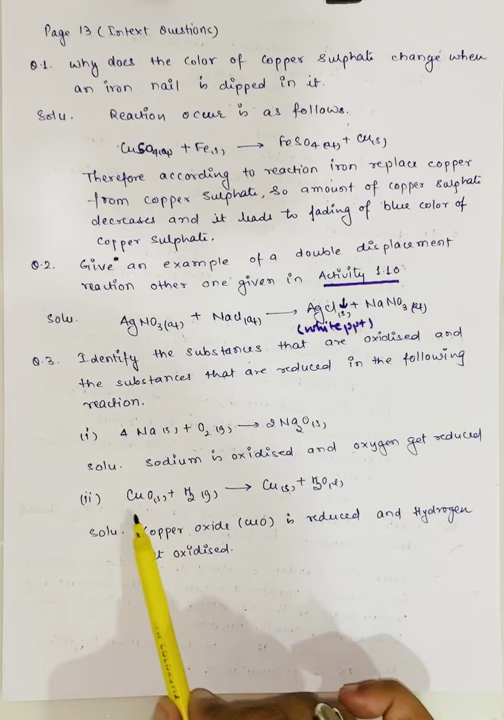 Page 13 (Intext Questions)
Q.1. why does the color of copper sulphate change when
an iron nail is dipped in it.
Solu. Reaction occur is as follows.
CuSO4(aq) + Fe(s) → FeSO4(aq) + Cu(s)
Therefore according to reaction iron replace copper
from copper sulphate, so amount of copper sulphate
decreases and it leads to fading of blue color of
copper sulphate.
Q.2. Give an example of a double displacement
reaction other one given in Activity 1.10
Solu. AgNO3(aq) + NaCl(aq) → AgCl↓(s) + NaNO3(aq)
(white ppt)
Q.3. Identify the substances that are oxidised and
the substances that are reduced in the following
reaction.
(i) 4 Na(s) + O2(g) → 2Na2O(s)
Solu. Sodium is oxidised and oxygen get reduced
(ii) CuO(s) + H2(g) → Cu(s) + H2O(l)
Solu. Copper oxide (CuO) is reduced and Hydrogen
oxidised.